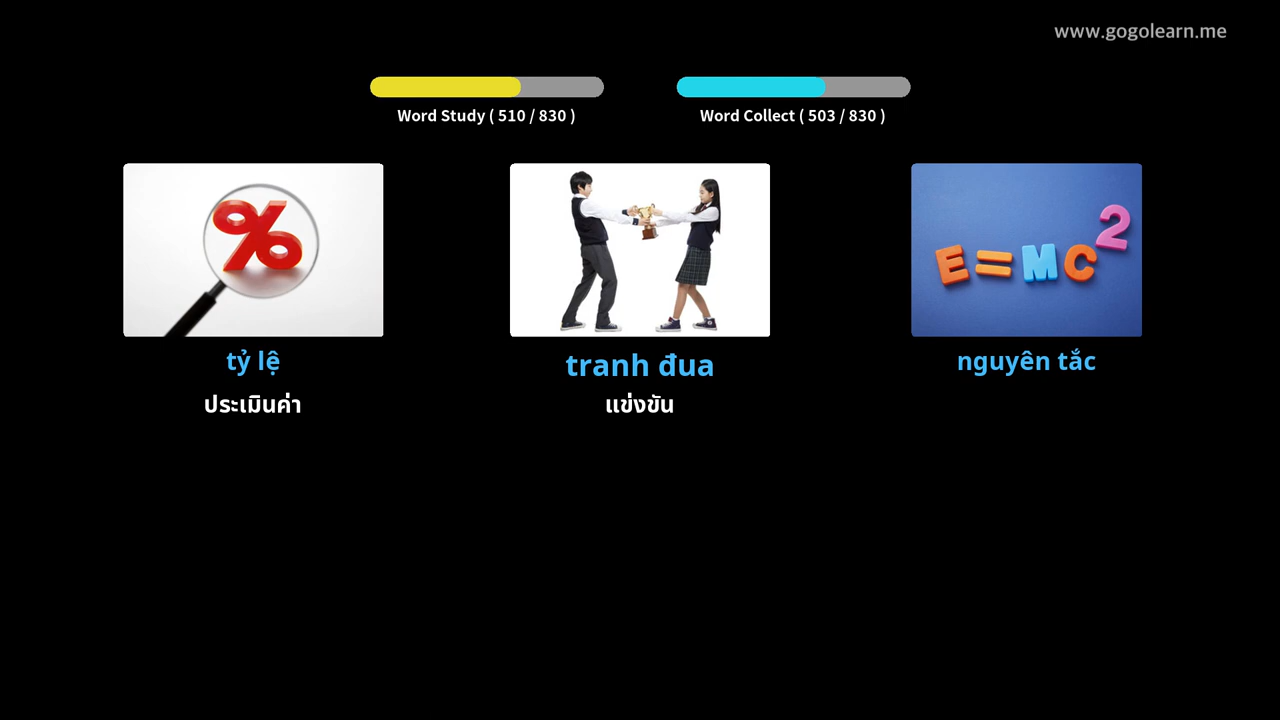 www.gogolearn.me
Word Study ( 510 / 830 )
Word Collect ( 503 / 830 )
%
E=MC2
tỷ lệ
tranh đua
nguyên tắc
ประเมินค่า
แข่งขัน